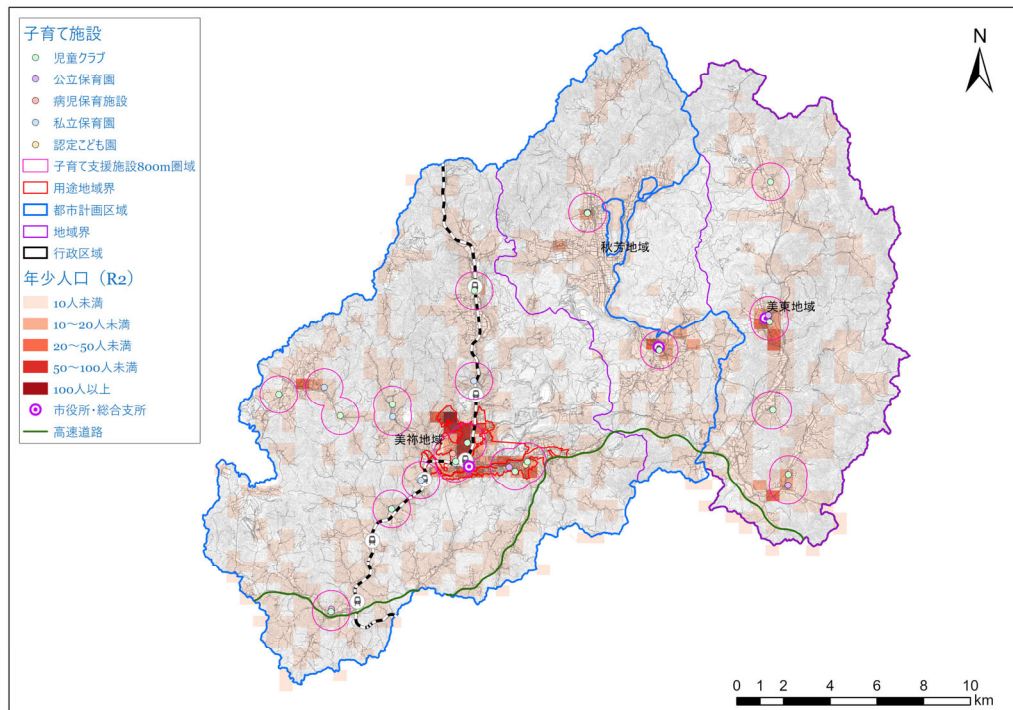 子育て施設
児童クラブ
公立保育園
病児保育施設
私立保育園
認定こども園
子育て支援施設800m圏域
用途地域界
都市計画区域
地域界
行政区域
年少人口（R2）
10人未満
10～20人未満
20～50人未満
50～100人未満
100人以上
市役所・総合支所
高速道路
N
秋芳地域
美東地域
美祢地域
0 1 2 4 6 8 10
km